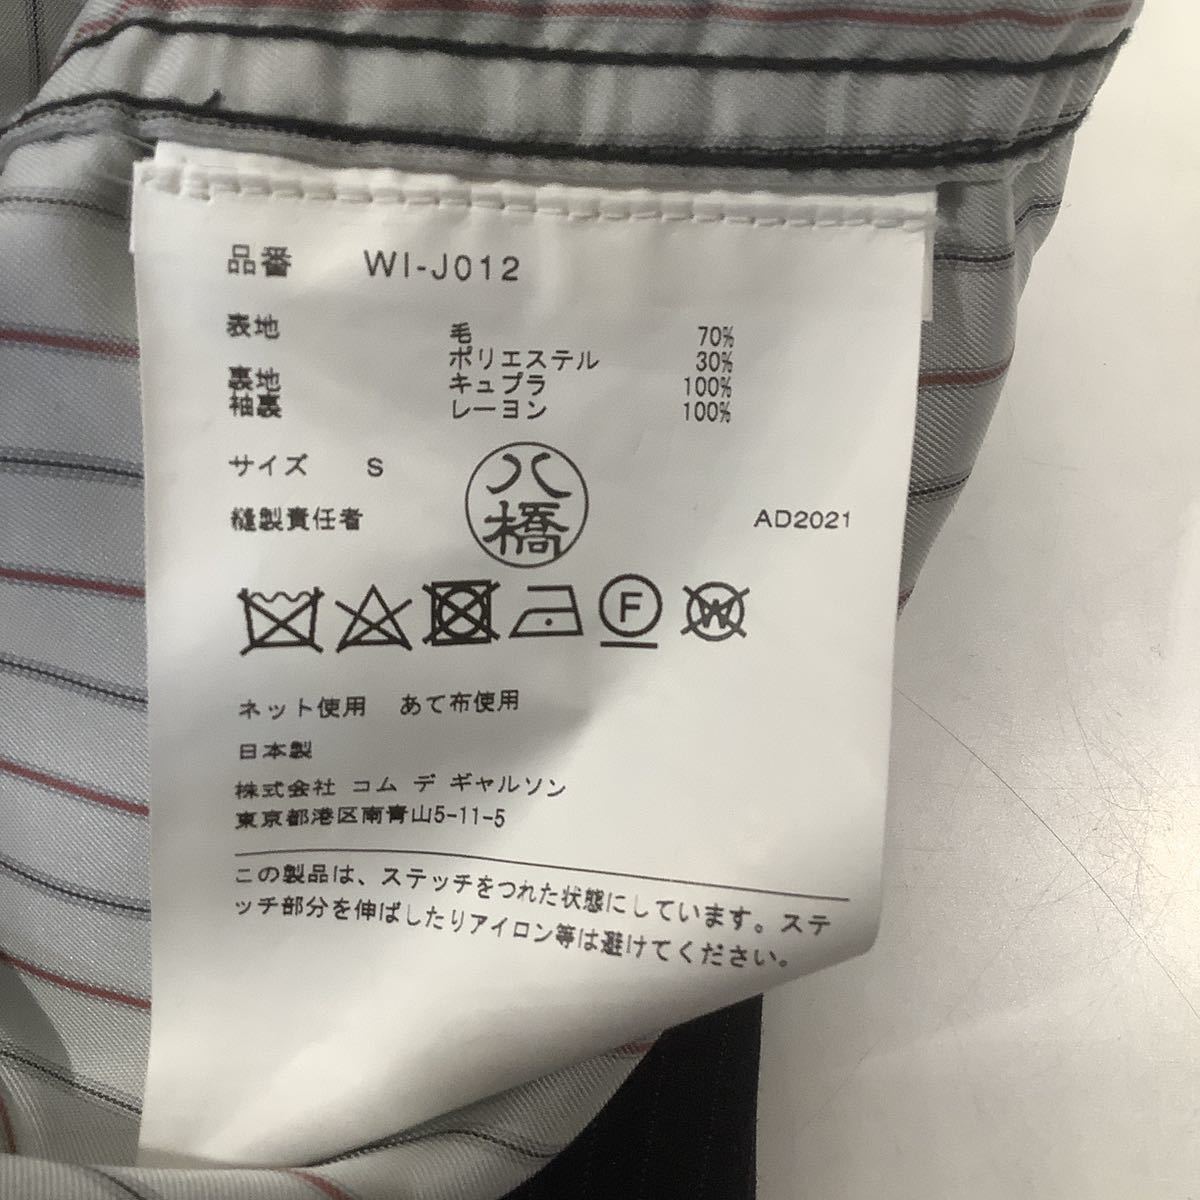 品番 WI-J012
表地 毛 70%
ポリエステル 30%
裏地 キュプラ 100%
袖裏 レーヨン 100%
サイズ S
縫製責任者 八橋 AD2021
F W
ネット使用 あて布使用
日本製
株式会社 コム デ ギャルソン
東京都港区南青山5-11-5
この製品は、ステッチをつれた状態にしています。ステ
ッチ部分を伸ばしたりアイロン等は避けてください。